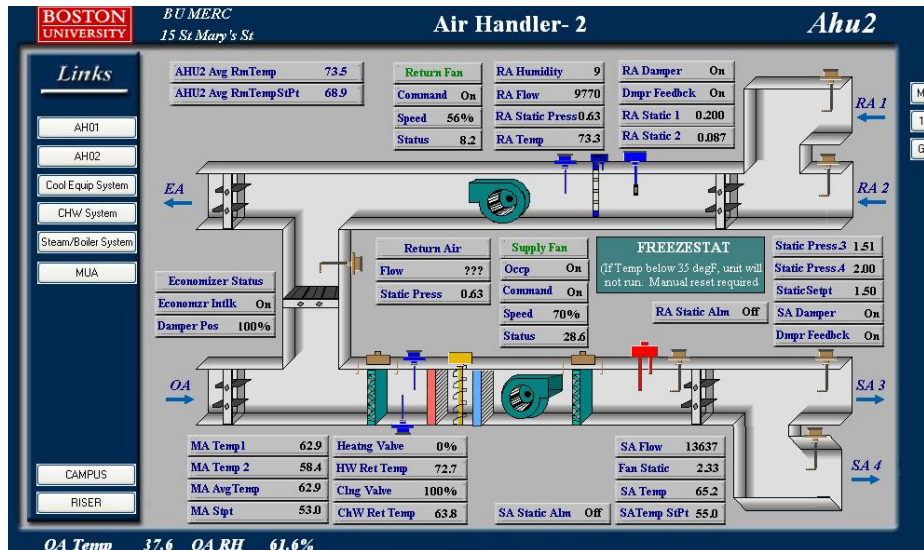 BOSTON
UNIVERSITY
BU MERC
15 St Mary's St
Air Handler- 2
Ahu2
Links
AH01
AH02
Cool Equip System
CHW System
Steam/Boiler System
MUA
CAMPUS
RISER
AHU2 Avg RmTemp 73.5
AHU2 Avg RmTempStPt 68.9
Return Fan
Command On
Speed 56%
Status 8.2
RA Humidity 9
RA Flow 9770
RA Static Press 0.63
RA Temp 73.3
RA Damper On
Dmpr Feedbck On
RA Static 1 0.200
RA Static 2 0.087
RA 1
RA 2
M
1
G
EA
Economizer Status
Economzr Intlk On
Damper Pos 100%
Return Air
Flow ???
Static Press 0.63
Supply Fan
Occp On
Command On
Speed 70%
Status 28.6
FREEZESTAT
(If Temp below 35 degF, unit will
not run. Manual reset required
RA Static Alm Off
Static Press.3 1.51
Static Press.4 2.00
StaticSetpt 1.50
SA Damper On
Dmpr Feedbck On
OA
SA 3
SA 4
MA Temp1 62.9
MA Temp 2 58.4
MA AvgTemp 62.9
MA Stpt 53.0
Heatng Valve 0%
HW Ret Temp 72.7
Clng Valve 100%
ChW Ret Temp 63.8
SA Static Alm Off
SA Flow 13637
Fan Static 2.33
SA Temp 65.2
SATemp StPt 55.0
OA Temp 37.6 OA RH 61.6%